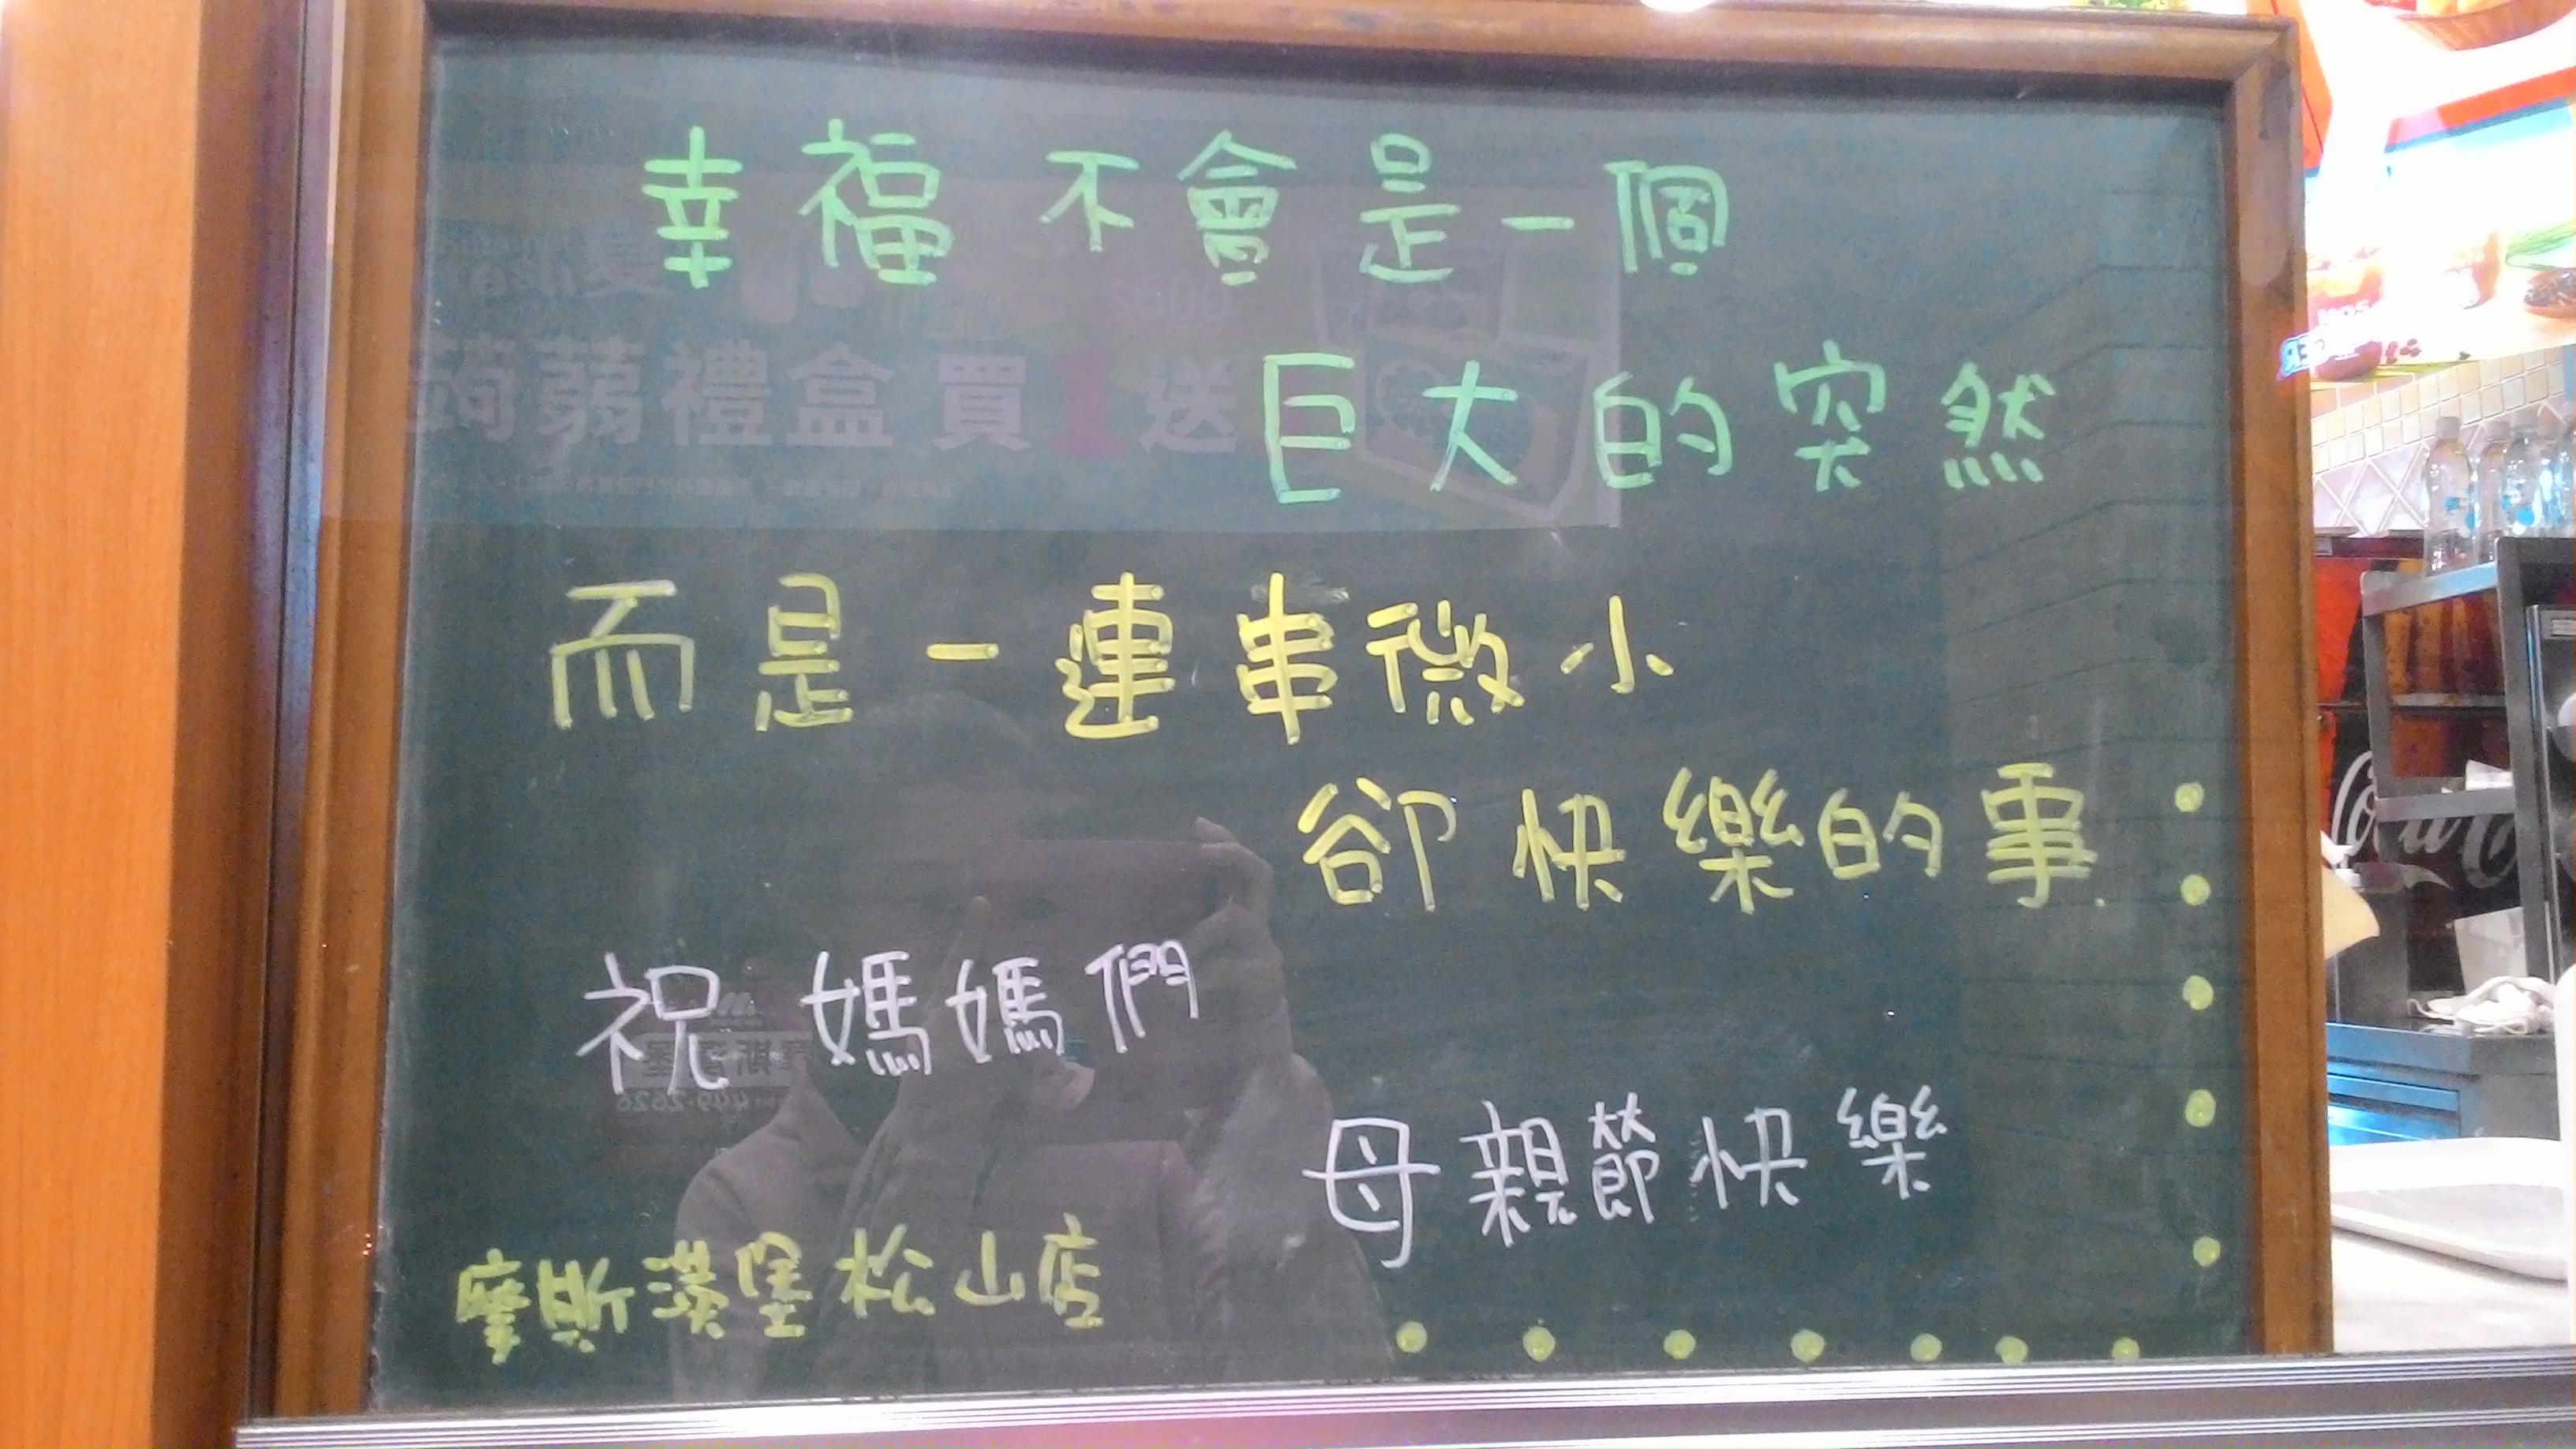 幸福不會是一個
巨大的突然
而是一連串微小
卻快樂的事
祝媽媽們
母親節快樂
摩斯漢堡松山店
蒟蒻禮盒買1送